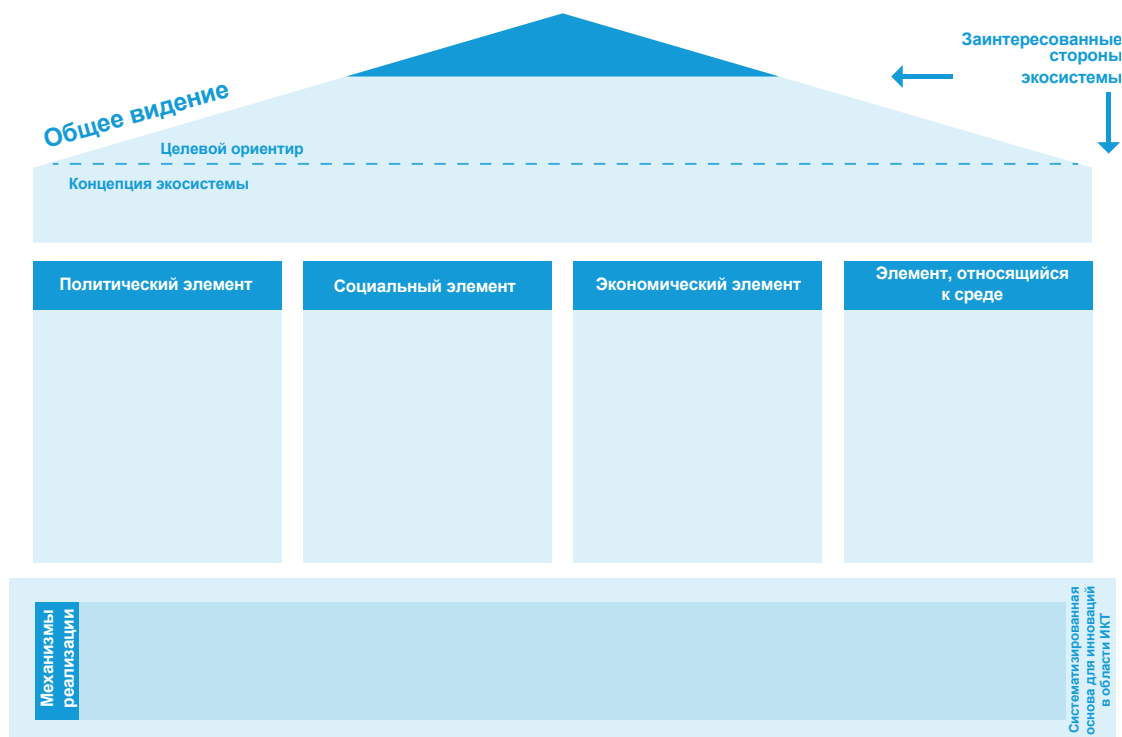 Заинтересованные
стороны
экосистемы
Общее видение
Целевой ориентир
Концепция экосистемы
Политический элемент
Социальный элемент
Экономический элемент
Элемент, относящийся
к среде
Механизмы
реализации
Систематизированная
основа для инноваций
в области ИКТ